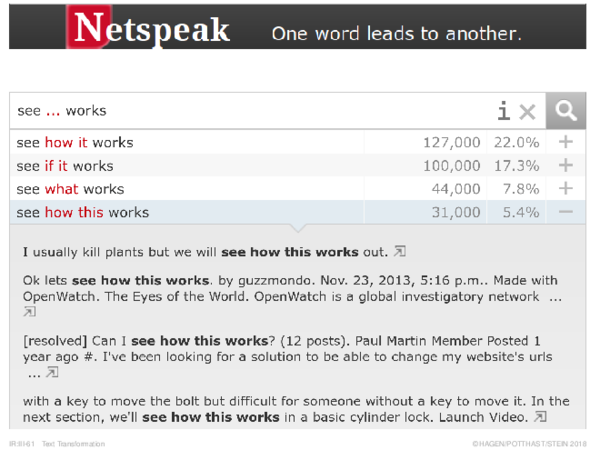 Netspeak One word leads to another.
see ... works i
see how it works 127,000 22.0% +
see if it works 100,000 17.3% +
see what works 44,000 7.8% +
see how this works 31,000 5.4% −
I usually kill plants but we will see how this works out.
Ok lets see how this works. by guzzmondo. Nov. 23, 2013, 5:16 p.m.. Made with
OpenWatch. The Eyes of the World. OpenWatch is a global investigatory network ...
[resolved] Can I see how this works? (12 posts). Paul Martin Member Posted 1
year ago #. I've been looking for a solution to be able to change my website's urls
...
with a key to move the bolt but difficult for someone without a key to move it. In the
next section, we'll see how this works in a basic cylinder lock. Launch Video.
IR:III-61 Text Transformation ©HAGEN/POTTHAST/STEIN 2018